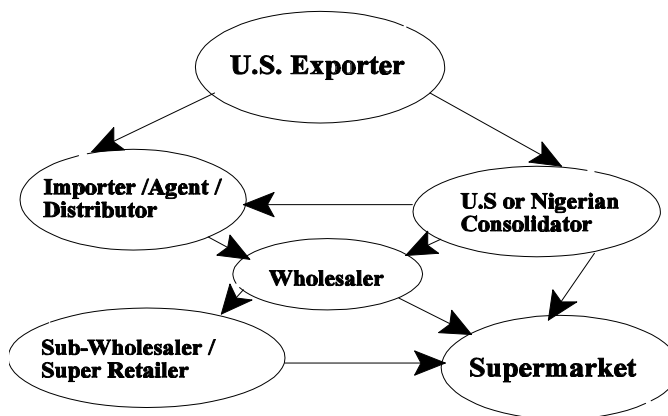 U.S. Exporter
Importer /Agent /
Distributor
U.S or Nigerian
Consolidator
Wholesaler
Sub-Wholesaler /
Super Retailer
Supermarket